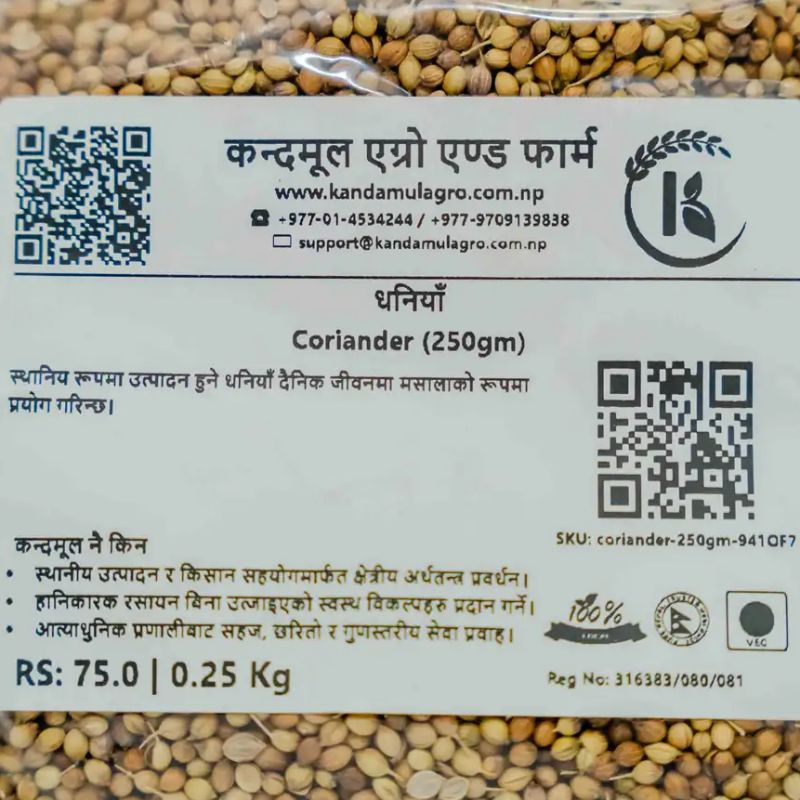 कन्दमूल एग्रो एण्ड फार्म
www.kandamulagro.com.np
+977-01-4534244 / +977-9709139838
support@kandamulagro.com.np
धनियाँ
Coriander (250gm)
स्थानिय रूपमा उत्पादन हुने धनियाँ दैनिक जीवनमा मसालाको रूपमा
प्रयोग गरिन्छ।
SKU: coriander-250gm-941OF7
कन्दमूल नै किन
• स्थानीय उत्पादन र किसान सहयोगमार्फत क्षेत्रीय अर्थतन्त्र प्रवर्धन।
• हानिकारक रसायन बिना उत्जाइएको स्वस्थ विकल्पहरु प्रदान गर्ने।
• आत्याधुनिक प्रणालीबाट सहज, छरितो र गुणस्तरीय सेवा प्रवाह।
100%
VEG
RS: 75.0 | 0.25 Kg
Reg No: 316383/080/081